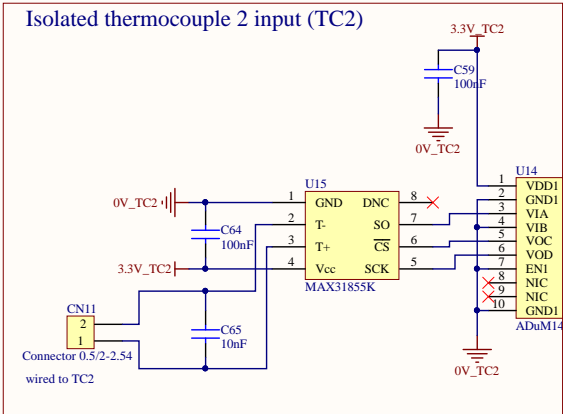 Isolated thermocouple 2 input (TC2)
3.3V_TC2
C59
100nF
0V_TC2
U15
U14
0V_TC2
1 GND DNC 8
2 T- SO 7
3 T+ CS 6
4 Vcc SCK 5
MAX31855K
C64
100nF
3.3V_TC2
1 VDD1
2 GND1
3 VIA
4 VIB
5 VOC
6 VOD
7 EN1
8 NIC
9 NIC
10 GND1
ADuM14
CN11
2
1
C65
10nF
Connector 0.5/2-2.54
wired to TC2
0V_TC2